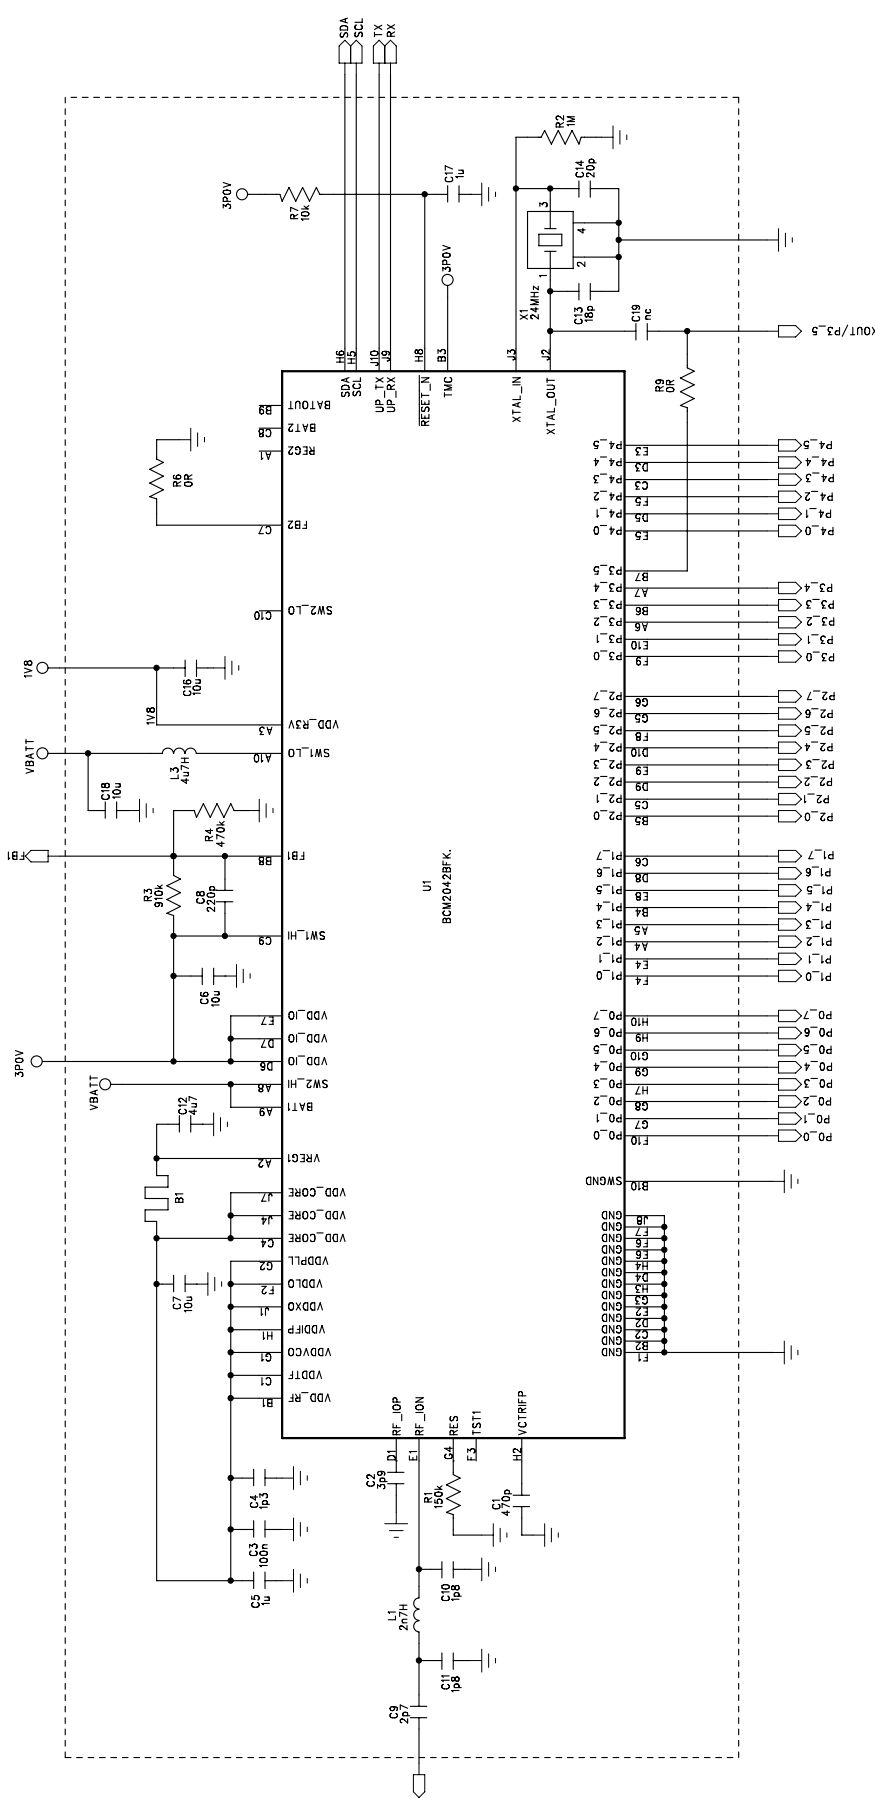 SDA
SCL
TX
RX
3P0V
R7
10k
C17
1u
R2
1M
C14
20p
3
4
2
1
X1
24MHz
C13
18p
3P0V
C19
nc
XOUT/P3_5
R9
0R
H6
H5
J10
J9
H8
B3
J3
J2
SDA
SCL
UP_TX
UP_RX
RESET_N
TMC
XTAL_IN
XTAL_OUT
B9 BATOUT
C8 BAT2
A1 REG2
R6
0R
C7 FB2
C10 SW2_LO
1V8
C16
10u
1V8
A3 VDD_R3V
VBATT
L3
4u7H
A10 SW1_LO
C18
10u
R4
470k
FB1
B8 FB1
R3
910k
C8
220p
C9 SW1_HI
C6
10u
E7 VDD_IO
D7 VDD_IO
3P0V
D6 VDD_IO
VBATT
A8 SW2_HI
A9 BAT1
C12
4u7
A2 VREG1
B1
J7 VDD_CORE
J4 VDD_CORE
C4 VDD_CORE
C7
10u
G2 VDDPLL
F2 VDDLO
J1 VDDXO
H1 VDDIFP
G1 VDDVCO
C1 VDDTF
B1 VDD_RF
U1
BCM2042BFK.
P4_5 E3 P4_5
P4_4 D3 P4_4
P4_3 C3 P4_3
P4_2 F5 P4_2
P4_1 D5 P4_1
P4_0 E5 P4_0
P3_5 B7
P3_4 A7 P3_4
P3_3 B6 P3_3
P3_2 A6 P3_2
P3_1 E10 P3_1
P3_0 F9 P3_0
P2_7 G6 P2_7
P2_6 G5 P2_6
P2_5 F8 P2_5
P2_4 D10 P2_4
P2_3 E9 P2_3
P2_2 D9 P2_2
P2_1 C5 P2_1
P2_0 B5 P2_0
P1_7 C6 P1_7
P1_6 D8 P1_6
P1_5 E8 P1_5
P1_4 B4 P1_4
P1_3 A5 P1_3
P1_2 A4 P1_2
P1_1 E4 P1_1
P1_0 F4 P1_0
P0_7 H10 P0_7
P0_6 H9 P0_6
P0_5 G10 P0_5
P0_4 G9 P0_4
P0_3 H7 P0_3
P0_2 G8 P0_2
P0_1 G7 P0_1
P0_0 F10 P0_0
SWGND B10
GND J8
GND F7
GND F6
GND E6
GND H4
GND D4
GND H3
GND G3
GND E2
GND D2
GND C2
GND B2
GND F1
RF_IOP
RF_ION
RES
TST1
VCTRIFP
D1
E1
G4
F3
H2
C2
3p9
R1
150k
C1
470p
C4
1p3
C3
100n
C5
1u
C10
1p8
L1
2n7H
C11
1p8
C9
2p7